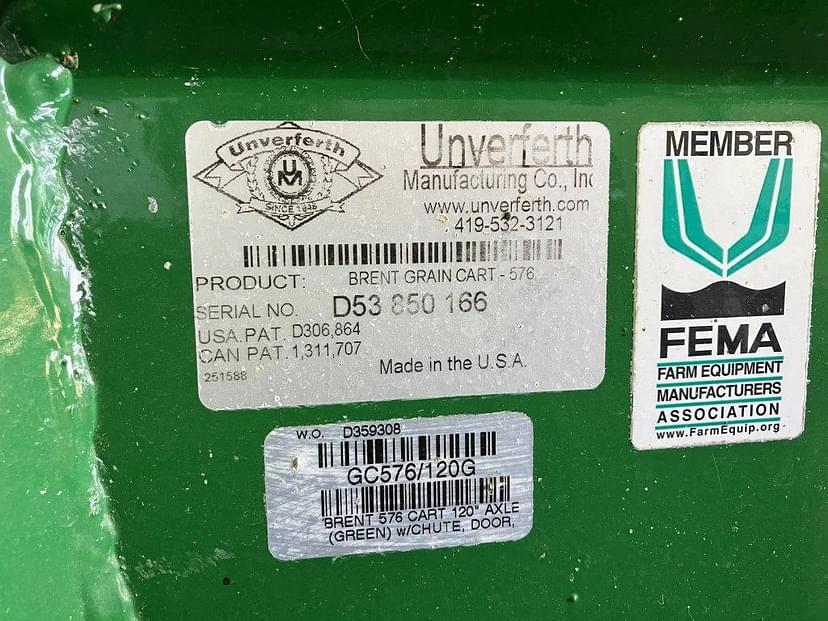 Unverferth
UM
SINCE 1948
Unverferth
Manufacturing Co., Inc
www.unverferth.com
419-532-3121
PRODUCT: BRENT GRAIN CART - 576
SERIAL NO. D53 850 166
USA.PAT. D306,864
CAN PAT. 1,311,707
251588
Made in the U.S.A.
W.O. D359308
GC576/120G
BRENT 576 CART 120" AXLE
(GREEN) w/CHUTE, DOOR,
MEMBER
FEMA
FARM EQUIPMENT
MANUFACTURERS
ASSOCIATION
www.FarmEquip.org